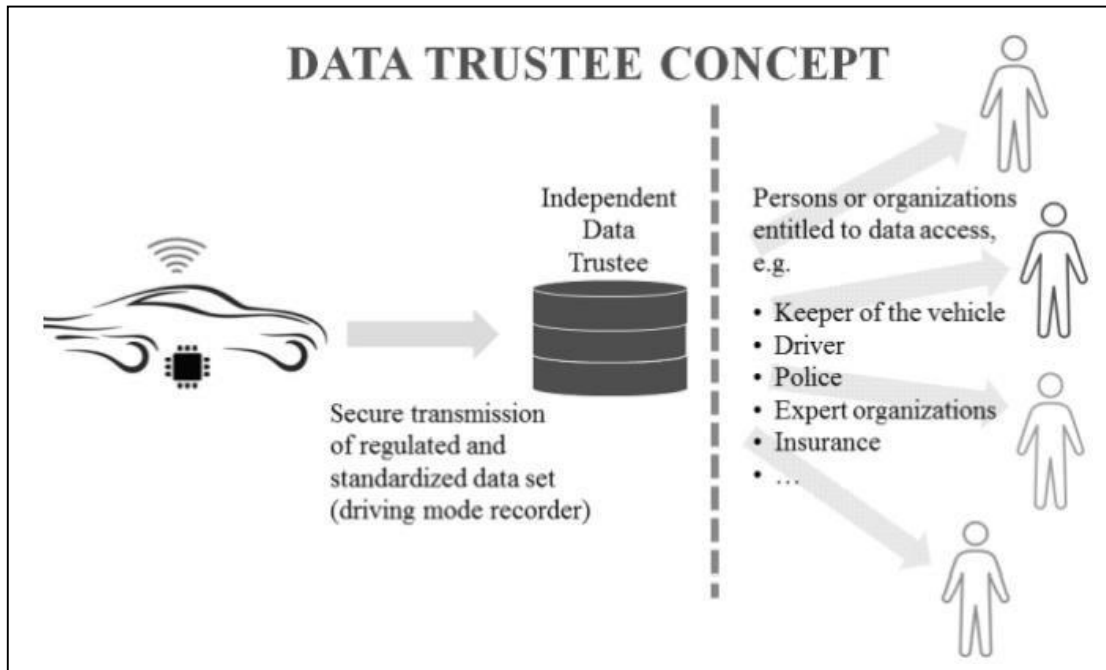 DATA TRUSTEE CONCEPT
Independent
Data
Trustee
Secure transmission
of regulated and
standardized data set
(driving mode recorder)
Persons or organizations
entitled to data access,
e.g.
• Keeper of the vehicle
• Driver
• Police
• Expert organizations
• Insurance
• …